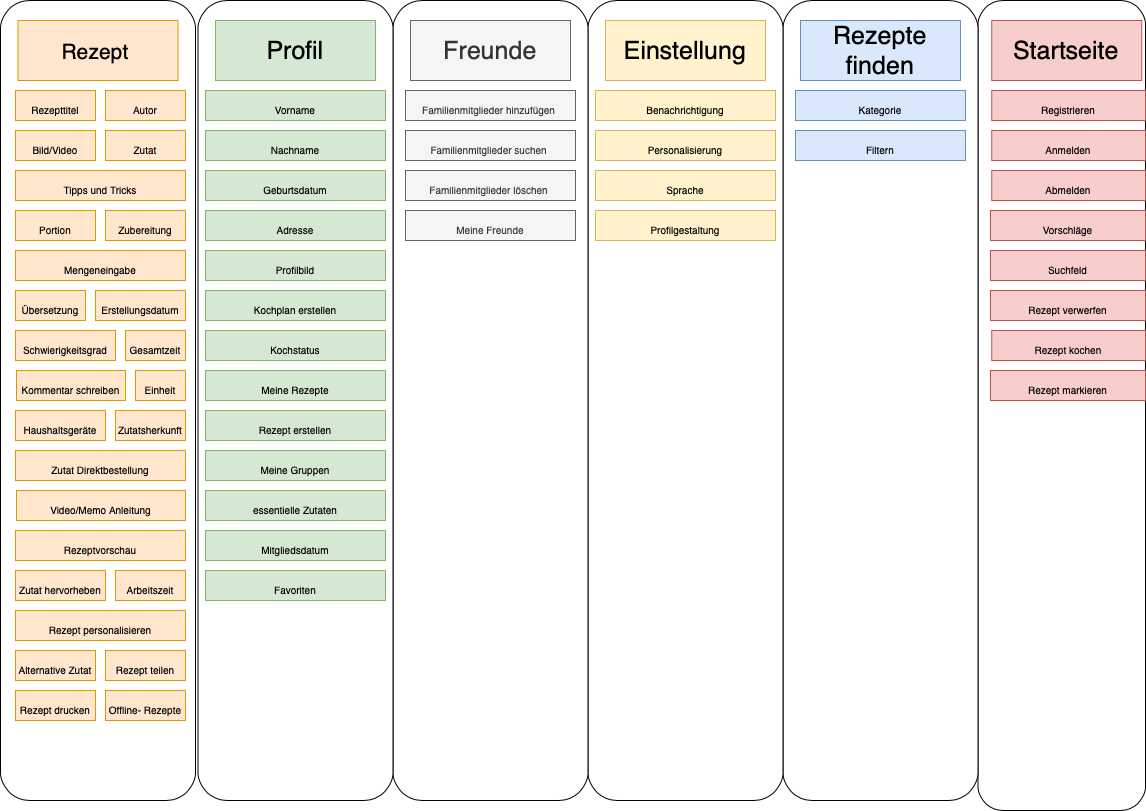 Rezept
Rezepttitel
Autor
Bild/Video
Zutat
Tipps und Tricks
Portion
Zubereitung
Mengeneingabe
Übersetzung
Erstellungsdatum
Schwierigkeitsgrad
Gesamtzeit
Kommentar schreiben
Einheit
Haushaltsgeräte
Zutatsherkunft
Zutat Direktbestellung
Video/Memo Anleitung
Rezeptvorschau
Zutat hervorheben
Arbeitszeit
Rezept personalisieren
Alternative Zutat
Rezept teilen
Rezept drucken
Offline- Rezepte
Profil
Vorname
Nachname
Geburtsdatum
Adresse
Profilbild
Kochplan erstellen
Kochstatus
Meine Rezepte
Rezept erstellen
Meine Gruppen
essentielle Zutaten
Mitgliedsdatum
Favoriten
Freunde
Familienmitglieder hinzufügen
Familienmitglieder suchen
Familienmitglieder löschen
Meine Freunde
Einstellung
Benachrichtigung
Personalisierung
Sprache
Profilgestaltung
Rezepte
finden
Kategorie
Filtern
Startseite
Registrieren
Anmelden
Abmelden
Vorschläge
Suchfeld
Rezept verwerfen
Rezept kochen
Rezept markieren